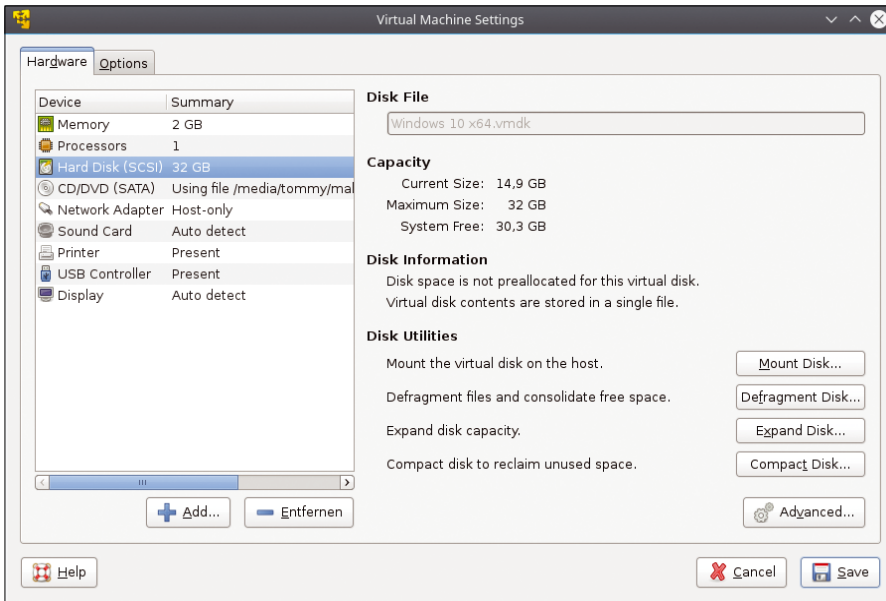 Virtual Machine Settings
Hardware
Options
Device Summary
Memory 2 GB
Processors 1
Hard Disk (SCSI) 32 GB
CD/DVD (SATA) Using file /media/tommy/mal
Network Adapter Host-only
Sound Card Auto detect
Printer Present
USB Controller Present
Display Auto detect
Add...
Entfernen
Disk File
Windows 10 x64.vmdk
Capacity
Current Size: 14,9 GB
Maximum Size: 32 GB
System Free: 30,3 GB
Disk Information
Disk space is not preallocated for this virtual disk.
Virtual disk contents are stored in a single file.
Disk Utilities
Mount the virtual disk on the host. Mount Disk...
Defragment files and consolidate free space. Defragment Disk...
Expand disk capacity. Expand Disk...
Compact disk to reclaim unused space. Compact Disk...
Advanced...
Help
Cancel
Save